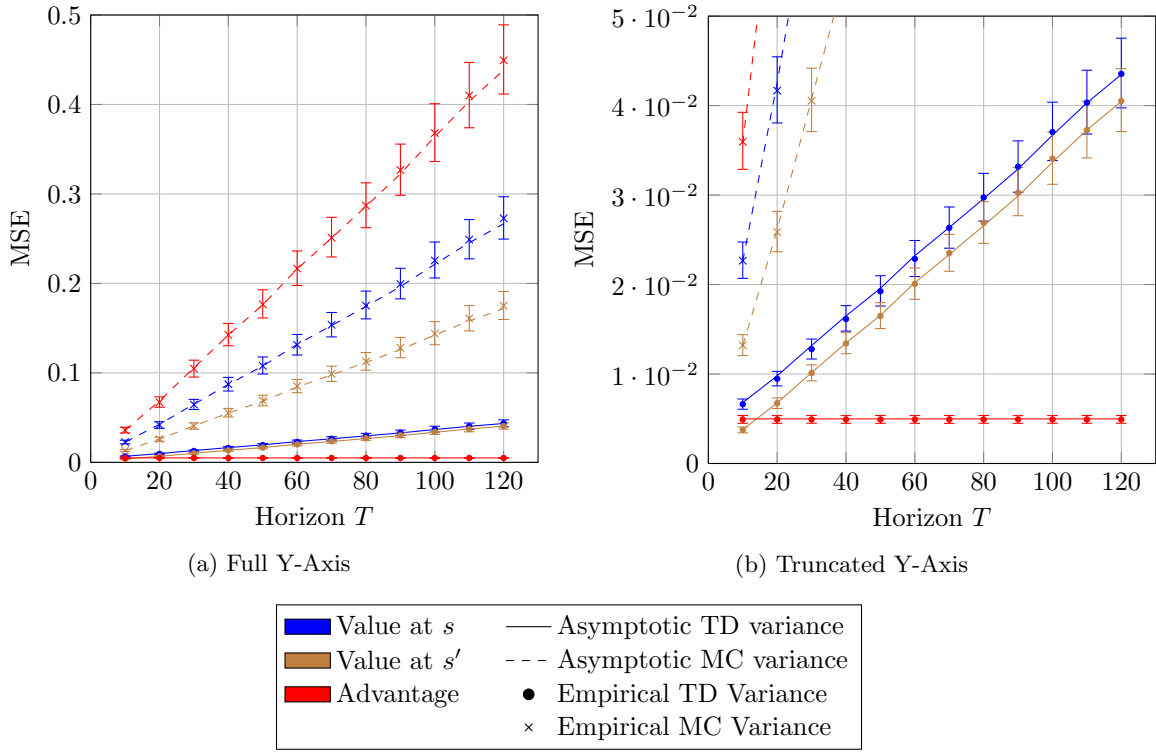 0.5
0.4
0.3
0.2
0.1
0
MSE
0 20 40 60 80 100 120
Horizon T
(a) Full Y-Axis
5 · 10⁻²
4 · 10⁻²
3 · 10⁻²
2 · 10⁻²
1 · 10⁻²
0
MSE
0 20 40 60 80 100 120
Horizon T
(b) Truncated Y-Axis
Value at s
Value at s′
Advantage
Asymptotic TD variance
Asymptotic MC variance
Empirical TD Variance
Empirical MC Variance